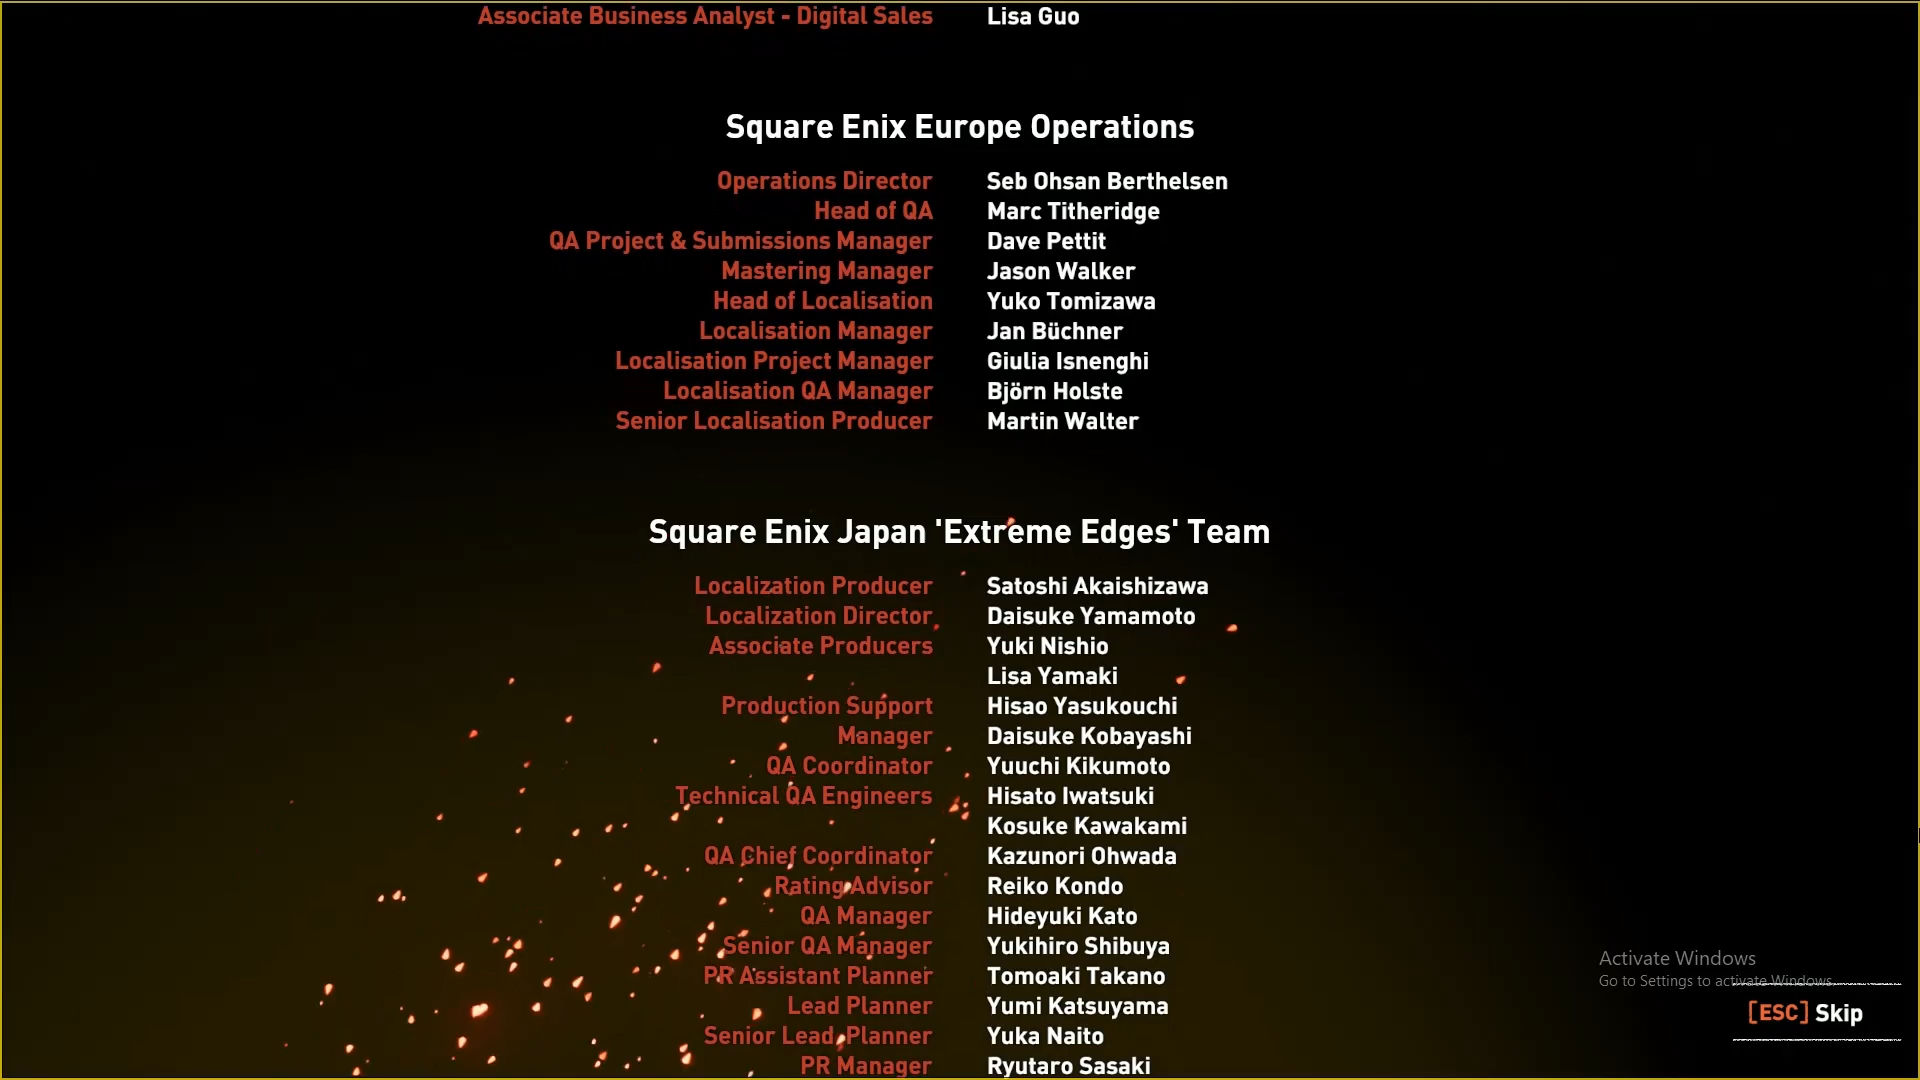 Associate Business Analyst - Digital Sales Lisa Guo
Square Enix Europe Operations
Operations Director Seb Ohsan Berthelsen
Head of QA Marc Titheridge
QA Project & Submissions Manager Dave Pettit
Mastering Manager Jason Walker
Head of Localisation Yuko Tomizawa
Localisation Manager Jan Büchner
Localisation Project Manager Giulia Isnenghi
Localisation QA Manager Björn Holste
Senior Localisation Producer Martin Walter
Square Enix Japan 'Extreme Edges' Team
Localization Producer Satoshi Akaishizawa
Localization Director Daisuke Yamamoto
Associate Producers Yuki Nishio
Lisa Yamaki
Production Support Hisao Yasukouchi
Manager Daisuke Kobayashi
QA Coordinator Yuuchi Kikumoto
Technical QA Engineers Hisato Iwatsuki
Kosuke Kawakami
QA Chief Coordinator Kazunori Ohwada
Rating Advisor Reiko Kondo
QA Manager Hideyuki Kato
Senior QA Manager Yukihiro Shibuya
PR Assistant Planner Tomoaki Takano
Lead Planner Yumi Katsuyama
Senior Lead Planner Yuka Naito
PR Manager Ryutaro Sasaki
Activate Windows
Go to Settings to activate Windows.
[ESC] Skip